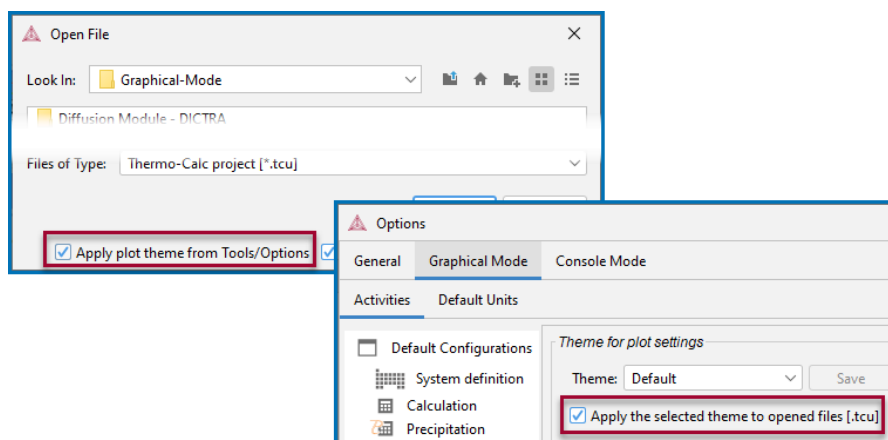 Open File
Look In: Graphical-Mode
Diffusion Module - DICTRA
Files of Type: Thermo-Calc project [*.tcu]
Apply plot theme from Tools/Options
Options
General Graphical Mode Console Mode
Activities Default Units
Default Configurations
System definition
Calculation
Precipitation
Theme for plot settings
Theme: Default Save
Apply the selected theme to opened files [.tcu]